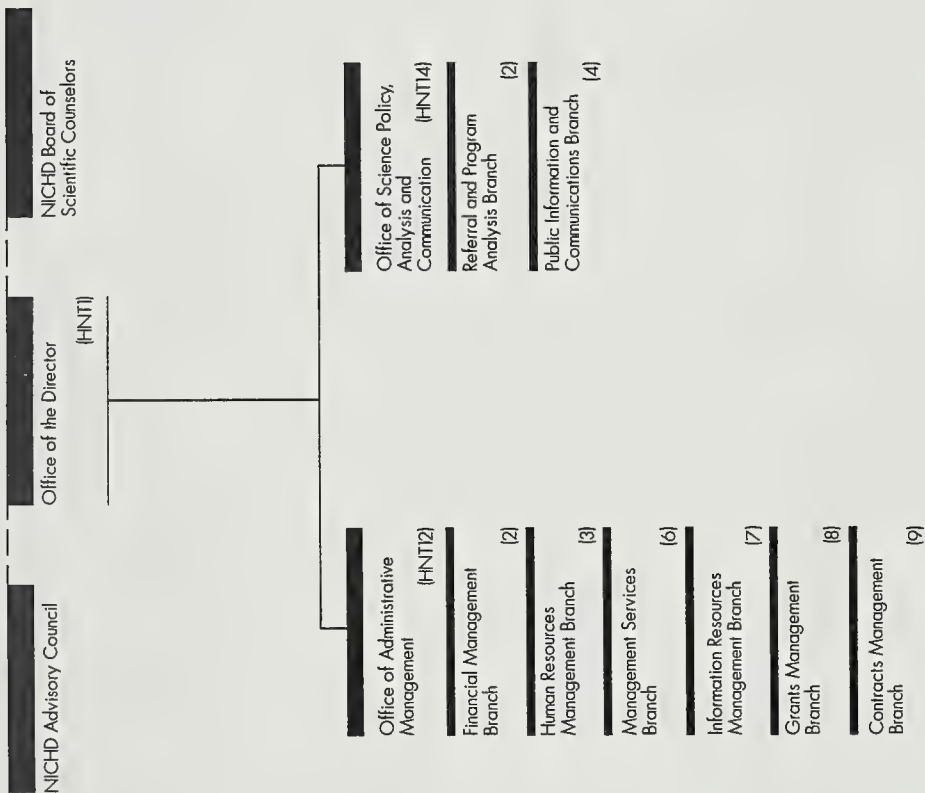 NICHD Advisory Council
Office of the Director
(HNT1)
NICHD Board of
Scientific Counselors
Office of Administrative
Management (HNT12)
Financial Management
Branch (2)
Human Resources
Management Branch (3)
Management Services
Branch (6)
Information Resources
Management Branch (7)
Grants Management
Branch (8)
Contracts Management
Branch (9)
Office of Science Policy,
Analysis and
Communication (HNT14)
Referral and Program
Analysis Branch (2)
Public Information and
Communications Branch (4)